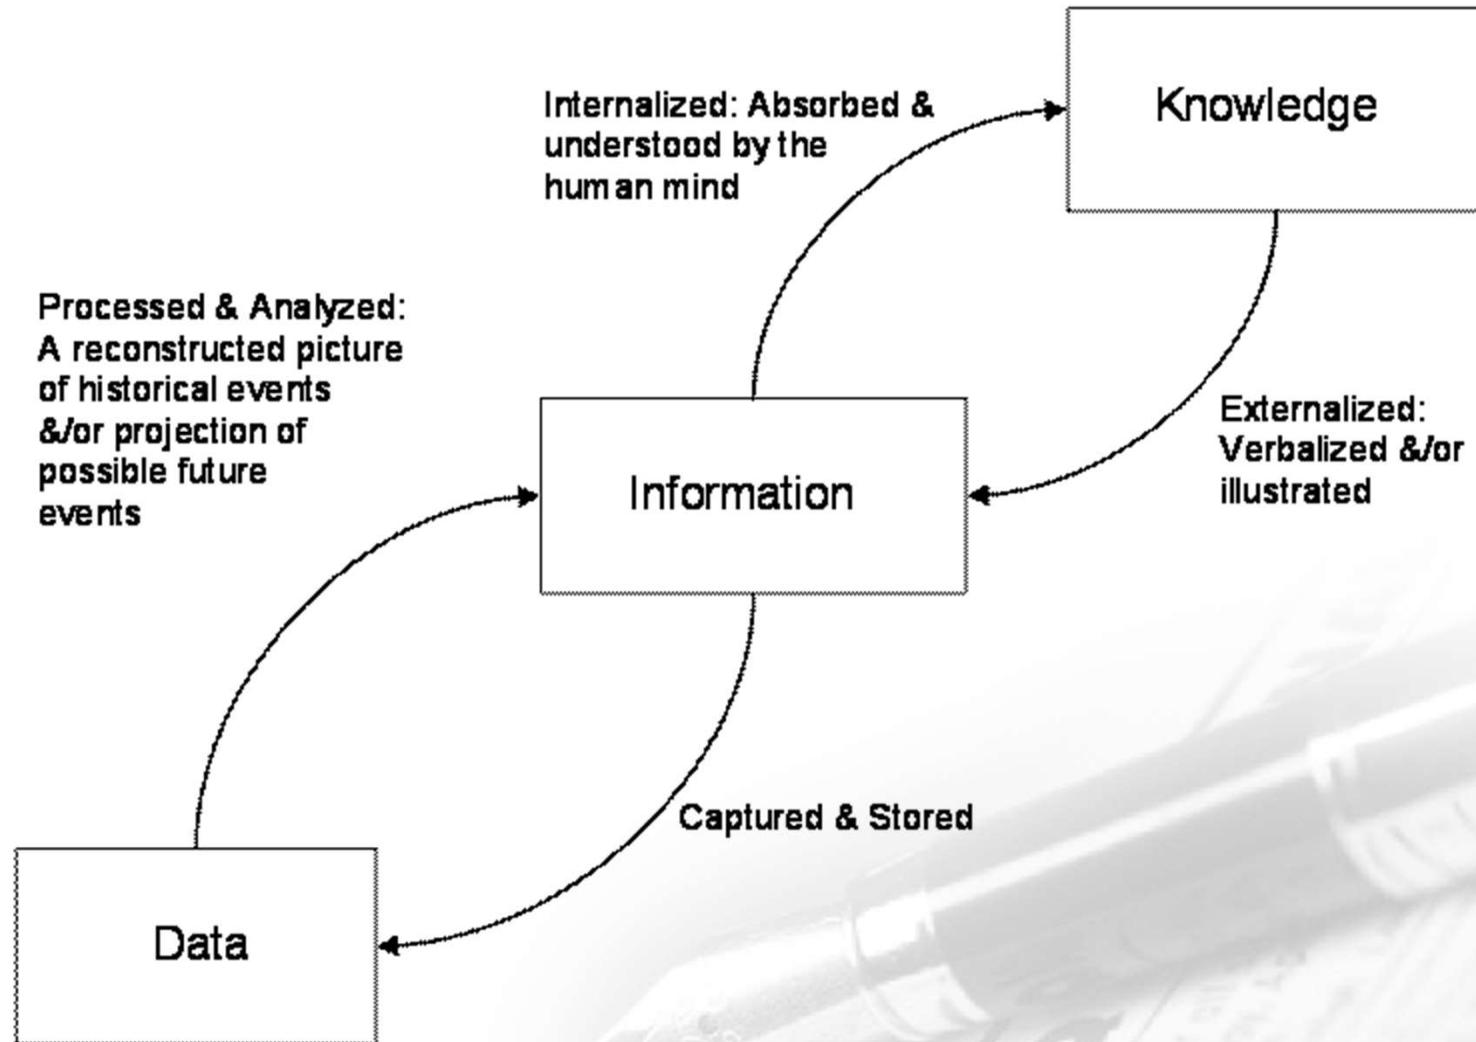 Knowledge
Internalized: Absorbed &
understood by the
human mind
Processed & Analyzed:
A reconstructed picture
of historical events
&/or projection of
possible future
events
Externalized:
Verbalized &/or
illustrated
Information
Captured & Stored
Data